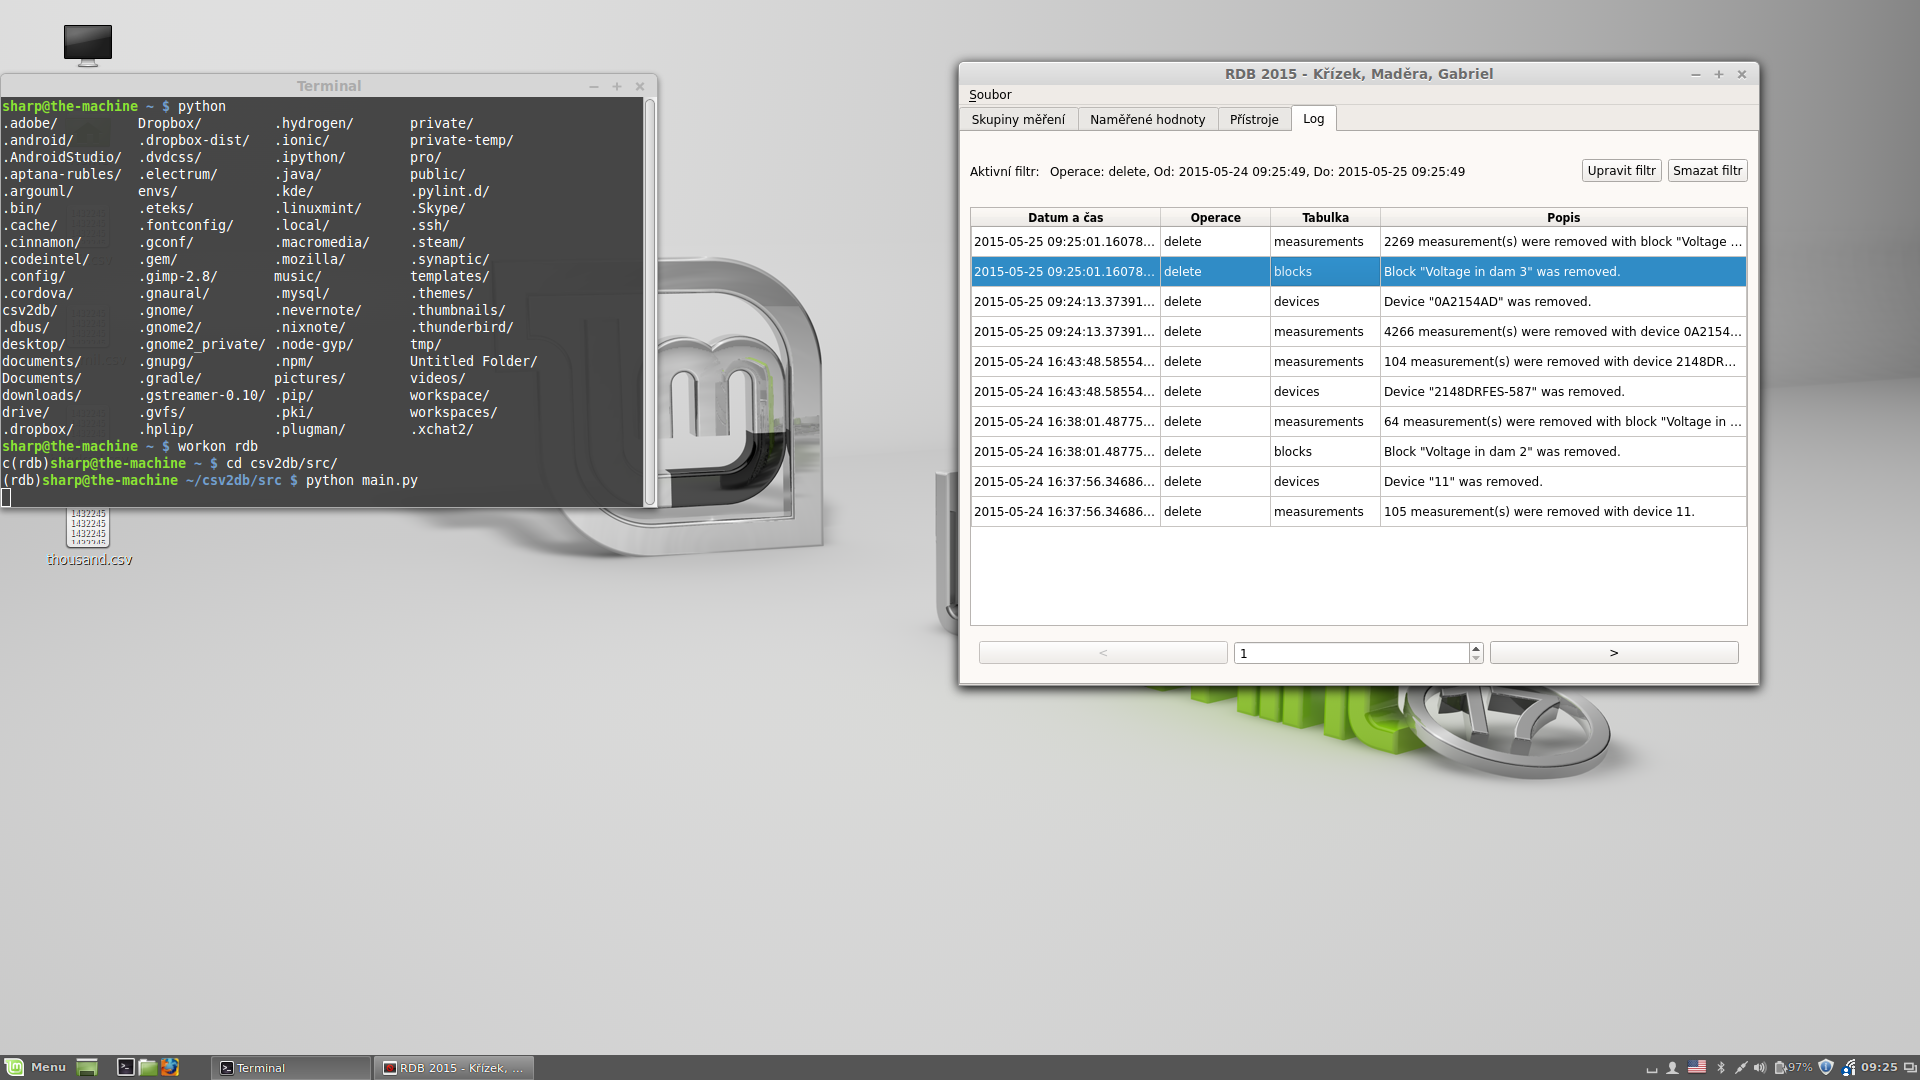 Terminal
sharp@the-machine ~ $ python
.adobe/ Dropbox/ .hydrogen/ private/
.android/ .dropbox-dist/ .ionic/ private-temp/
.AndroidStudio/ .dvdcss/ .ipython/ pro/
.aptana-rubles/ .electrum/ .java/ public/
.argouml/ envs/ .kde/ .pylint.d/
.bin/ .eteks/ .linuxmint/ .Skype/
.cache/ .fontconfig/ .local/ .ssh/
.cinnamon/ .gconf/ .macromedia/ .steam/
.codeintel/ .gem/ .mozilla/ .synaptic/
.config/ .gimp-2.8/ music/ templates/
.cordova/ .gnaural/ .mysql/ .themes/
csv2db/ .gnome/ .nevernote/ .thumbnails/
.dbus/ .gnome2/ .nixnote/ .thunderbird/
desktop/ .gnome2_private/ .node-gyp/ tmp/
documents/ .gnupg/ .npm/ Untitled Folder/
Documents/ .gradle/ pictures/ videos/
downloads/ .gstreamer-0.10/ .pip/ workspace/
drive/ .gvfs/ .pki/ workspaces/
.dropbox/ .hplip/ .plugman/ .xchat2/
sharp@the-machine ~ $ workon rdb
c(rdb)sharp@the-machine ~ $ cd csv2db/src/
(rdb)sharp@the-machine ~/csv2db/src $ python main.py
1432245
1432245
1432245
1432245
thousand.csv
RDB 2015 - Křízek, Maděra, Gabriel
Soubor
Skupiny měření Naměřené hodnoty Přístroje Log
Aktivní filtr: Operace: delete, Od: 2015-05-24 09:25:49, Do: 2015-05-25 09:25:49 Upravit filtr Smazat filtr
Datum a čas Operace Tabulka Popis
2015-05-25 09:25:01.16078... delete measurements 2269 measurement(s) were removed with block "Voltage ...
2015-05-25 09:25:01.16078... delete blocks Block "Voltage in dam 3" was removed.
2015-05-25 09:24:13.37391... delete devices Device "0A2154AD" was removed.
2015-05-25 09:24:13.37391... delete measurements 4266 measurement(s) were removed with device 0A2154...
2015-05-24 16:43:48.58554... delete measurements 104 measurement(s) were removed with device 2148DR...
2015-05-24 16:43:48.58554... delete devices Device "2148DRFES-587" was removed.
2015-05-24 16:38:01.48775... delete measurements 64 measurement(s) were removed with block "Voltage in ...
2015-05-24 16:38:01.48775... delete blocks Block "Voltage in dam 2" was removed.
2015-05-24 16:37:56.34686... delete devices Device "11" was removed.
2015-05-24 16:37:56.34686... delete measurements 105 measurement(s) were removed with device 11.
< 1 >
Menu Terminal RDB 2015 - Křízek, ... 97% 09:25